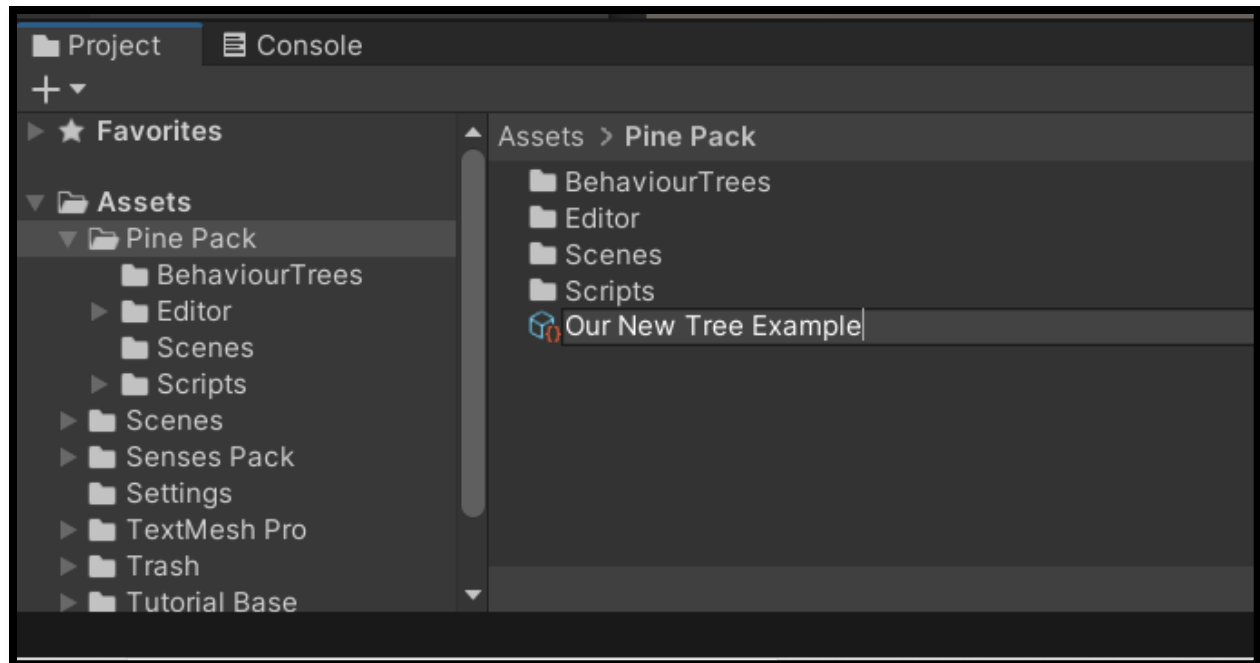 Project
Console
Favorites
Assets
Pine Pack
BehaviourTrees
Editor
Scenes
Scripts
Scenes
Senses Pack
Settings
TextMesh Pro
Trash
Tutorial Base
Assets > Pine Pack
BehaviourTrees
Editor
Scenes
Scripts
Our New Tree Example